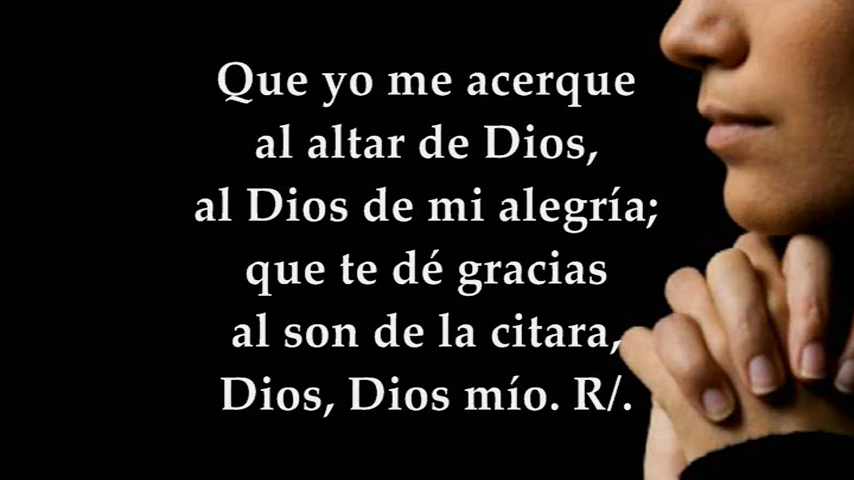 Que yo me acerque
al altar de Dios,
al Dios de mi alegría;
que te dé gracias
al son de la citara,
Dios, Dios mío. R/.